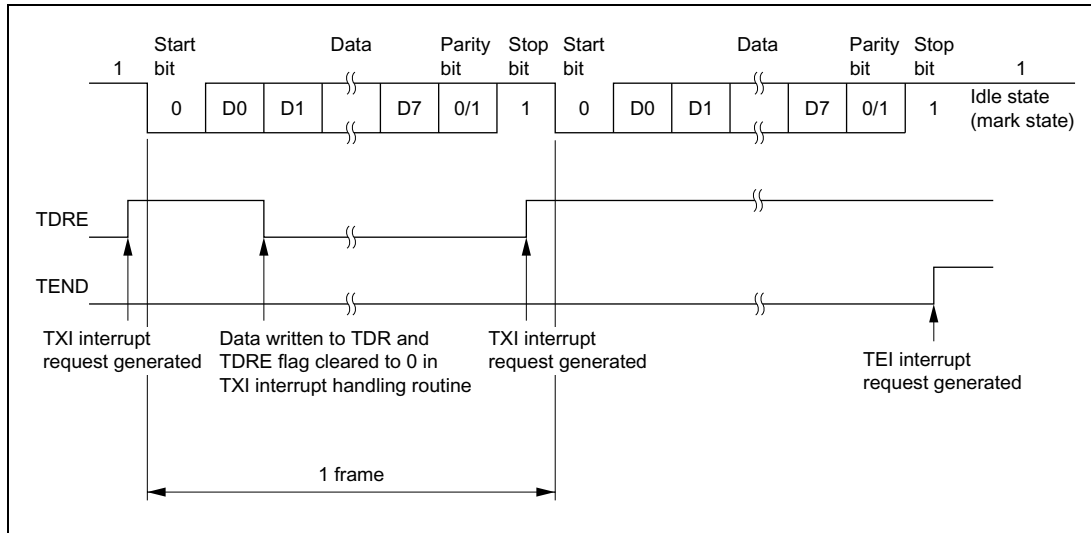 Start bit Data Parity bit Stop bit Start bit Data Parity bit Stop bit
1 1
0 D0 D1 D7 0/1 1 0 D0 D1 D7 0/1 1 Idle state (mark state)
TDRE
TEND
TXI interrupt
request generated
Data written to TDR and
TDRE flag cleared to 0 in
TXI interrupt handling routine
TXI interrupt
request generated
TEI interrupt
request generated
1 frame